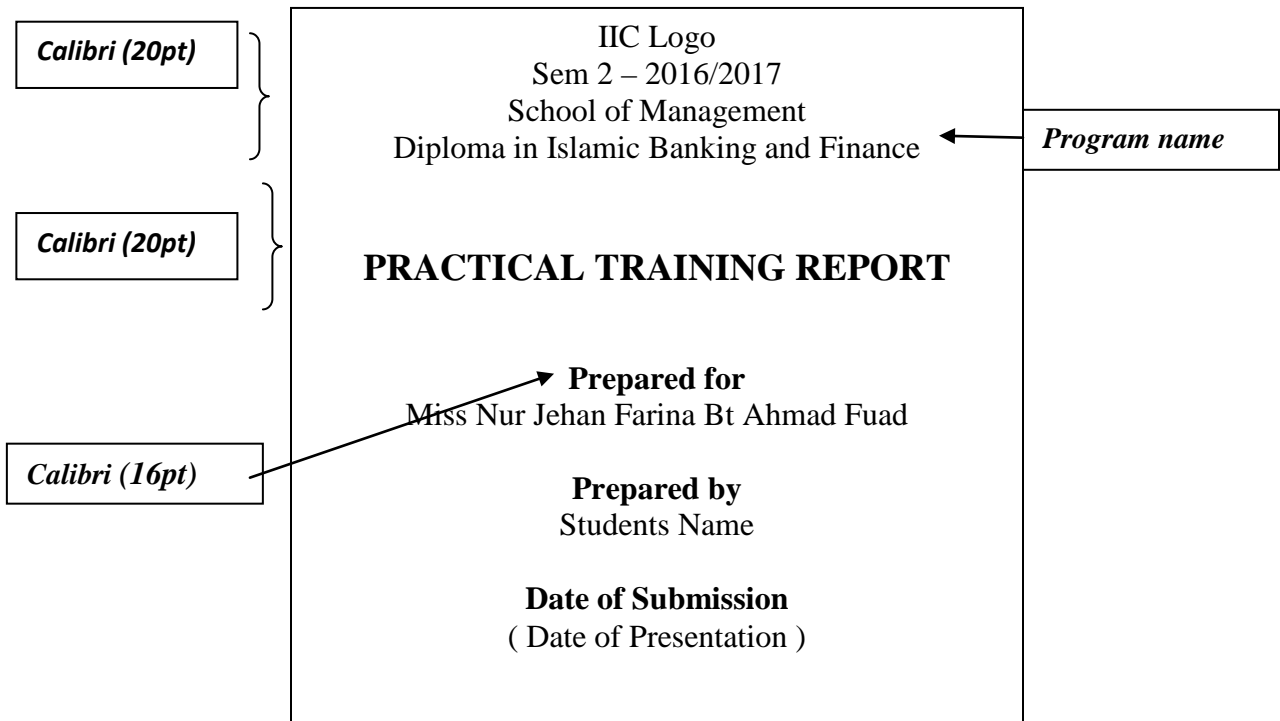 Calibri (20pt)
IIC Logo
Sem 2 – 2016/2017
School of Management
Diploma in Islamic Banking and Finance
Program name
Calibri (20pt)
PRACTICAL TRAINING REPORT
Prepared for
Miss Nur Jehan Farina Bt Ahmad Fuad
Calibri (16pt)
Prepared by
Students Name
Date of Submission
( Date of Presentation )